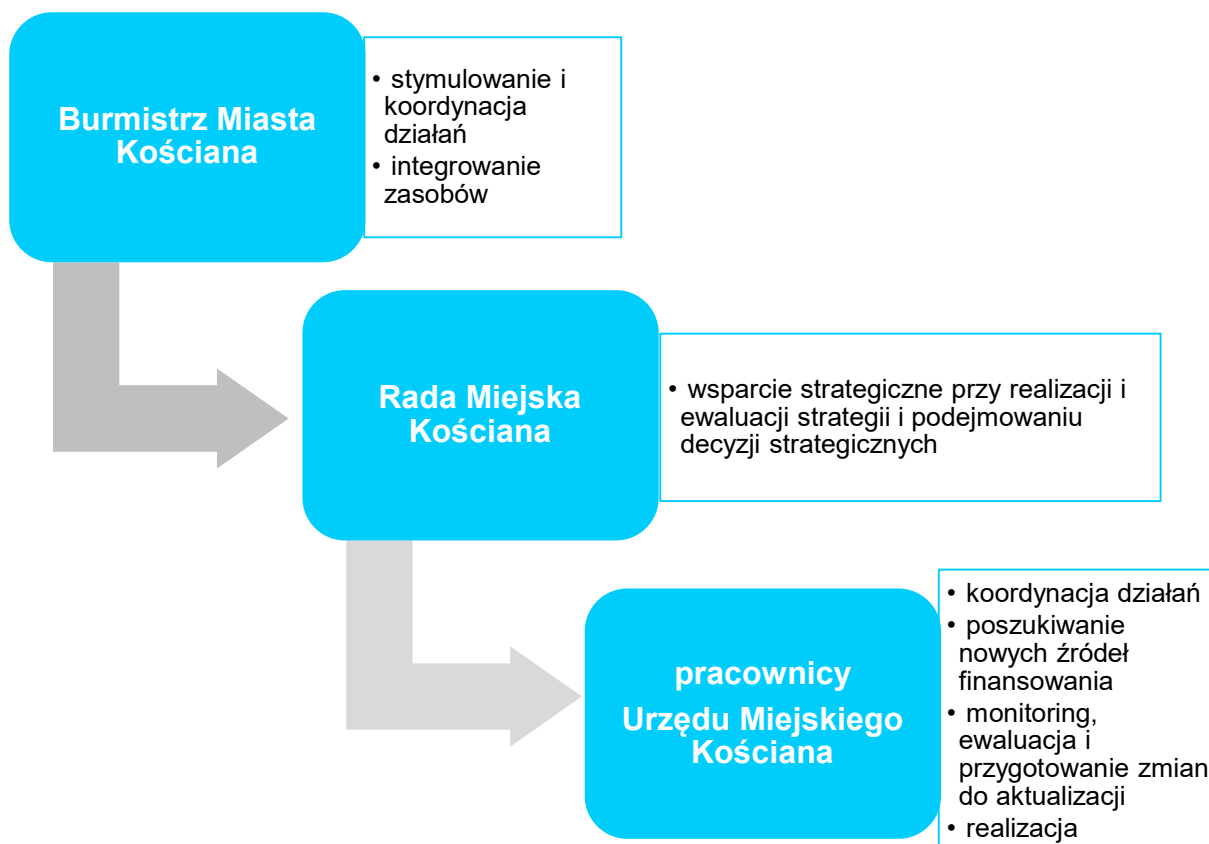 Burmistrz Miasta
Kościana
• stymulowanie i
koordynacja
działań
• integrowanie
zasobów
Rada Miejska
Kościana
• wsparcie strategiczne przy realizacji i
ewaluacji strategii i podejmowaniu
decyzji strategicznych
pracownicy
Urzędu Miejskiego
Kościana
• koordynacja działań
• poszukiwanie
nowych źródeł
finansowania
• monitoring,
ewaluacja i
przygotowanie zmian
do aktualizacji
• realizacja